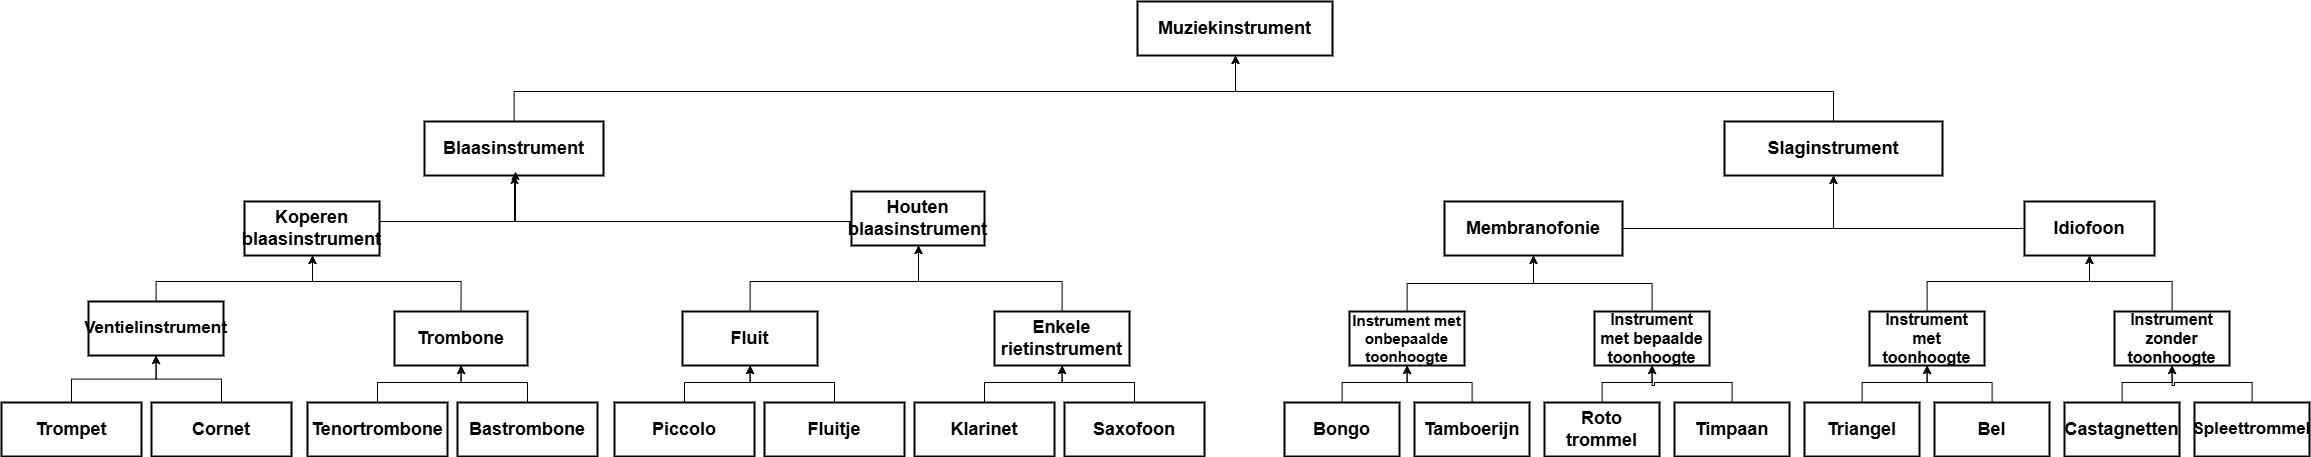 Muziekinstrument
Blaasinstrument
Slaginstrument
Koperen
blaasinstrument
Houten
blaasinstrument
Membranofonie
Idiofoon
Ventielinstrument
Trombone
Fluit
Enkele
rietinstrument
Instrument met
onbepaalde
toonhoogte
Instrument
met bepaalde
toonhoogte
Instrument
met
toonhoogte
Instrument
zonder
toonhoogte
Trompet
Cornet
Tenortrombone
Bastrombone
Piccolo
Fluitje
Klarinet
Saxofoon
Bongo
Tamboerijn
Roto
trommel
Timpaan
Triangel
Bel
Castagnetten
Spleettrommel